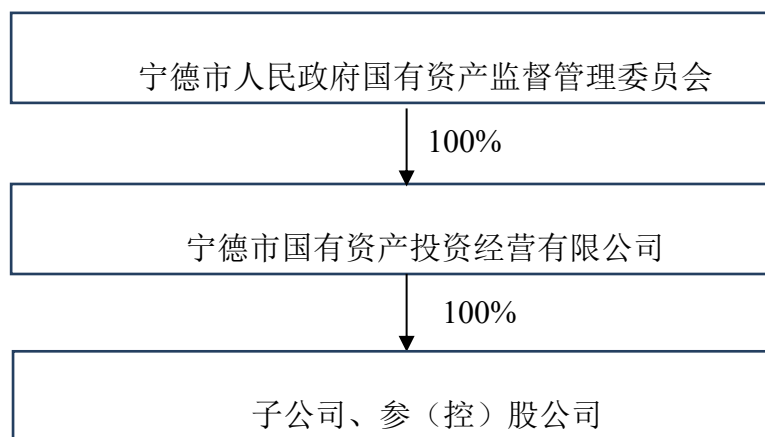 宁德市人民政府国有资产监督管理委员会
100%
宁德市国有资产投资经营有限公司
100%
子公司、参（控）股公司